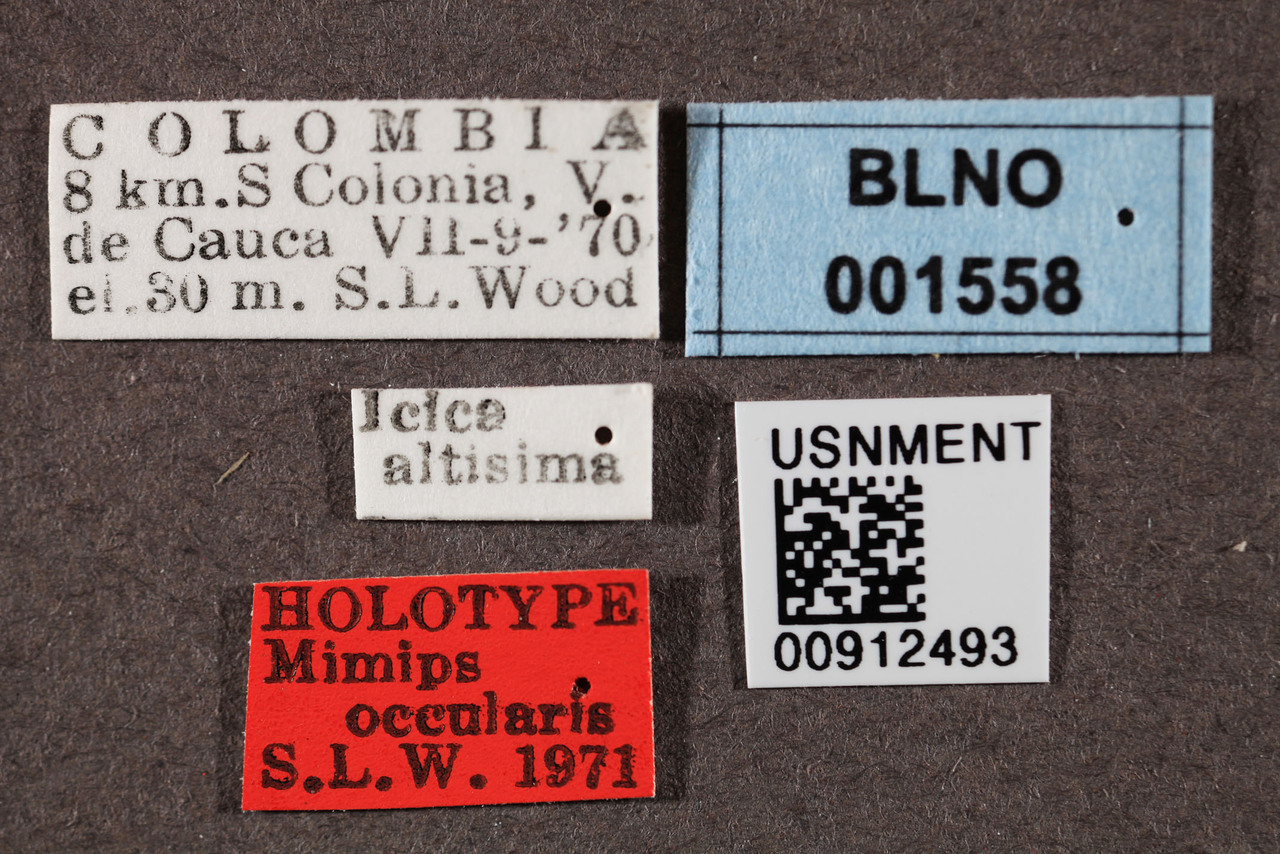 COLOMBIA
8 km.S Colonia, V.
de Cauca VII-9-'70
el.30 m. S.L.Wood
BLNO
001558
Icica
altisima
USNMENT
00912493
HOLOTYPE
Mimips
occularis
S.L.W. 1971